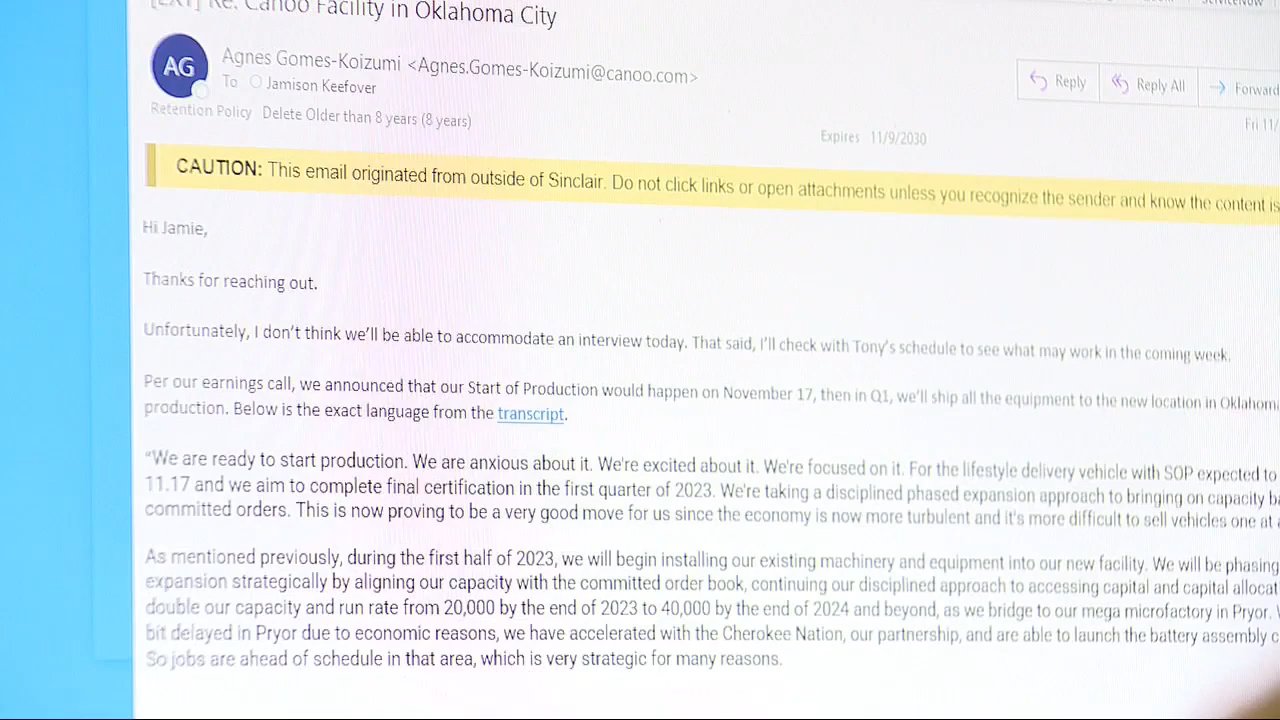 [EXT] Re: Canoo Facility in Oklahoma City
AG
Agnes Gomes-Koizumi <Agnes.Gomes-Koizumi@canoo.com>
To Jamison Keefover
Reply
Reply All
Forward
Retention Policy Delete Older than 8 years (8 years)
Expires 11/9/2030
Fri 11/
CAUTION: This email originated from outside of Sinclair. Do not click links or open attachments unless you recognize the sender and know the content is
Hi Jamie,
Thanks for reaching out.
Unfortunately, I don't think we'll be able to accommodate an interview today. That said, I'll check with Tony's schedule to see what may work in the coming week.
Per our earnings call, we announced that our Start of Production would happen on November 17, then in Q1, we'll ship all the equipment to the new location in Oklahoma
production. Below is the exact language from the transcript.
“We are ready to start production. We are anxious about it. We're excited about it. We're focused on it. For the lifestyle delivery vehicle with SOP expected to
11.17 and we aim to complete final certification in the first quarter of 2023. We're taking a disciplined phased expansion approach to bringing on capacity ba
committed orders. This is now proving to be a very good move for us since the economy is now more turbulent and it's more difficult to sell vehicles one at a
As mentioned previously, during the first half of 2023, we will begin installing our existing machinery and equipment into our new facility. We will be phasing
expansion strategically by aligning our capacity with the committed order book, continuing our disciplined approach to accessing capital and capital allocat
double our capacity and run rate from 20,000 by the end of 2023 to 40,000 by the end of 2024 and beyond, as we bridge to our mega microfactory in Pryor.
bit delayed in Pryor due to economic reasons, we have accelerated with the Cherokee Nation, our partnership, and are able to launch the battery assembly
So jobs are ahead of schedule in that area, which is very strategic for many reasons.